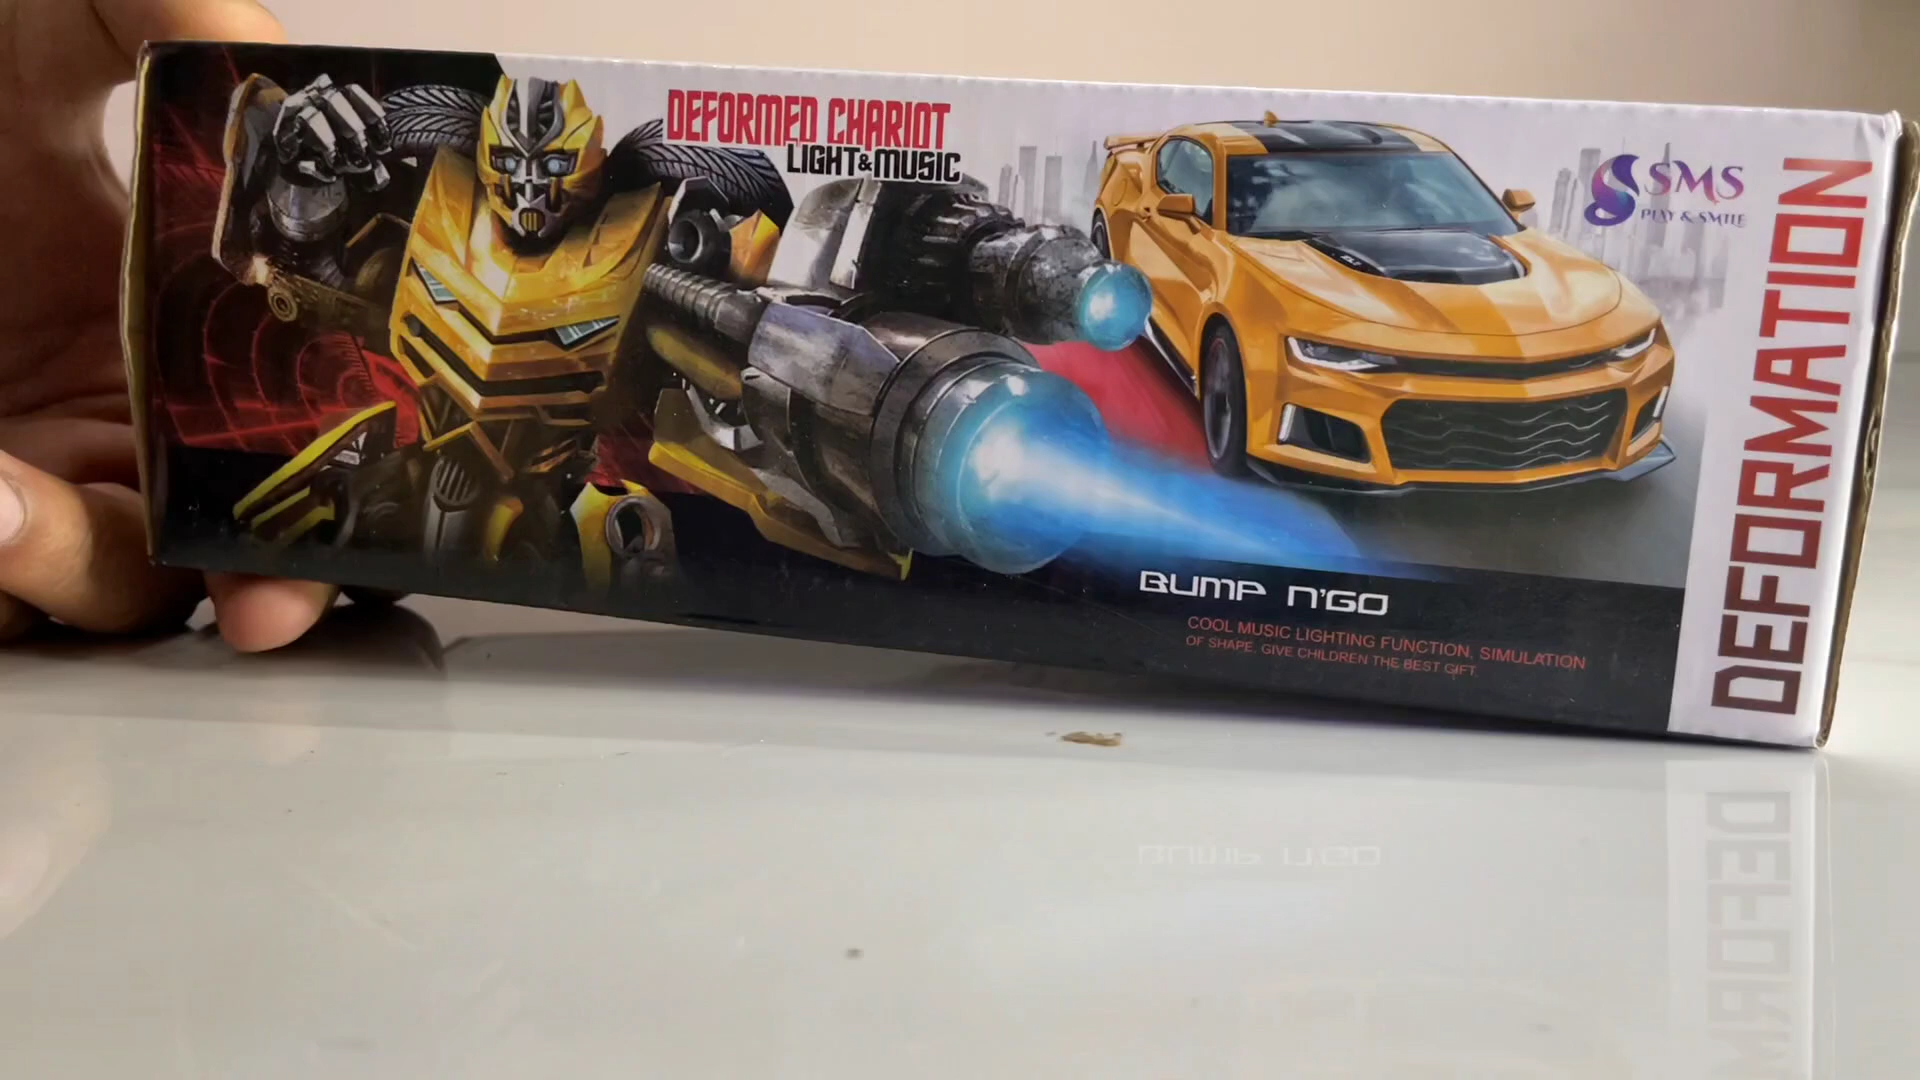 DEFORMED CHARIOT
LIGHT&MUSIC
SMS
PLAY & SMILE
DEFORMATION
BUMP N'GO
COOL MUSIC LIGHTING FUNCTION, SIMULATION
OF SHAPE, GIVE CHILDREN THE BEST GIFT